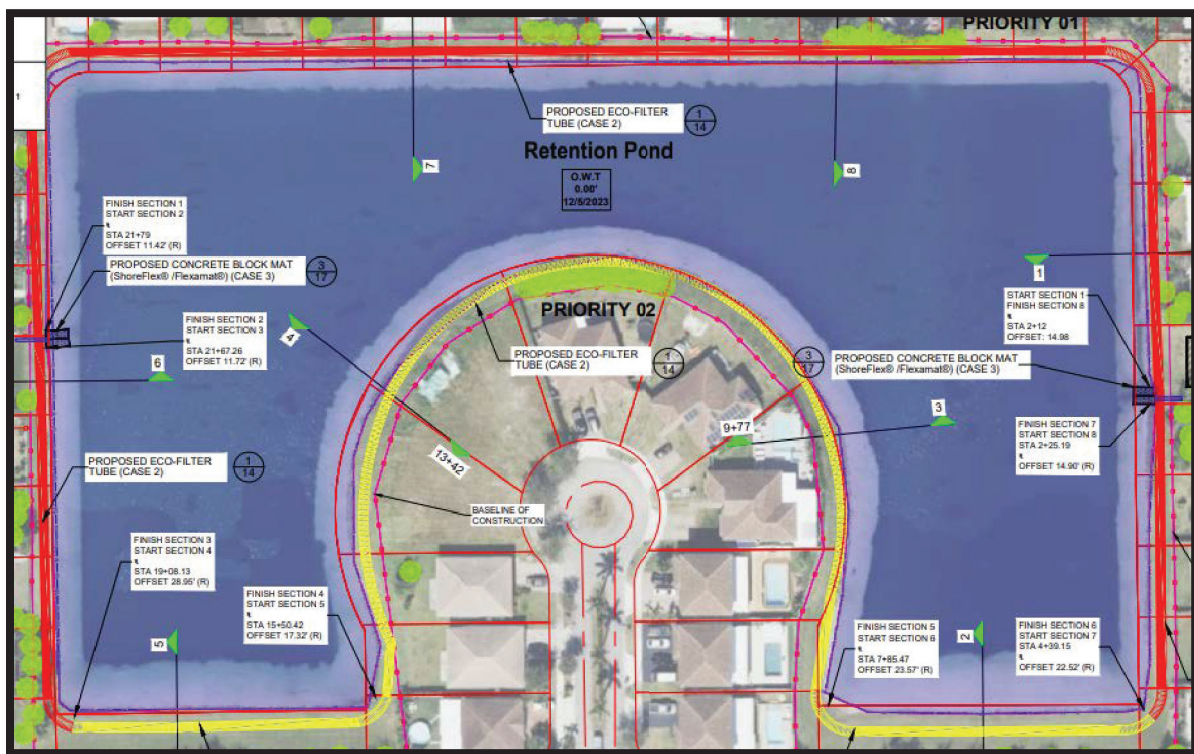 PRIORITY 01
1
PROPOSED ECO-FILTER
TUBE (CASE 2)
1
14
Retention Pond
O.W.T
0.00'
12/5/2023
7
8
FINISH SECTION 1
START SECTION 2
STA 21+79
OFFSET 11.42' (R)
PROPOSED CONCRETE BLOCK MAT
(ShoreFlex® /Flexamat®) (CASE 3)
3
17
1
START SECTION 1
FINISH SECTION 8
STA 2+12
OFFSET: 14.98
FINISH SECTION 2
START SECTION 3
STA 21+67.26
OFFSET 11.72' (R)
4
PRIORITY 02
6
PROPOSED ECO-FILTER
TUBE (CASE 2)
1
14
3
17
PROPOSED CONCRETE BLOCK MAT
(ShoreFlex® /Flexamat®) (CASE 3)
3
9+77
13+42
FINISH SECTION 7
START SECTION 8
STA 2+25.19
OFFSET 14.90' (R)
PROPOSED ECO-FILTER
TUBE (CASE 2)
1
14
BASELINE OF
CONSTRUCTION
FINISH SECTION 3
START SECTION 4
STA 19+08.13
OFFSET 28.95' (R)
FINISH SECTION 4
START SECTION 5
STA 15+50.42
OFFSET 17.32' (R)
5
FINISH SECTION 5
START SECTION 6
STA 7+85.47
OFFSET 23.57' (R)
2
FINISH SECTION 6
START SECTION 7
STA 4+39.15
OFFSET 22.52' (R)